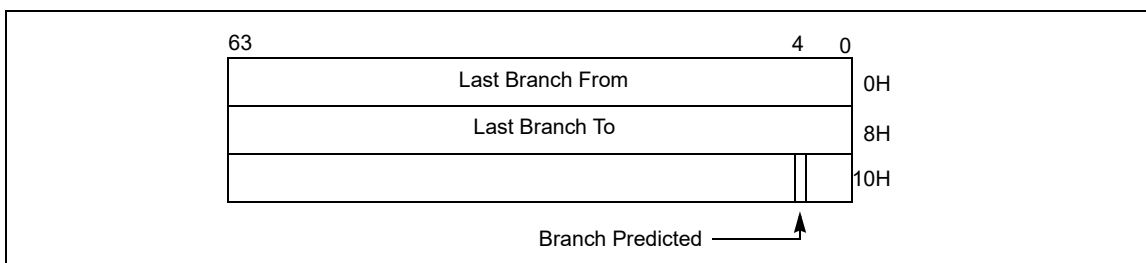 63 4 0
Last Branch From 0H
Last Branch To 8H
10H
Branch Predicted